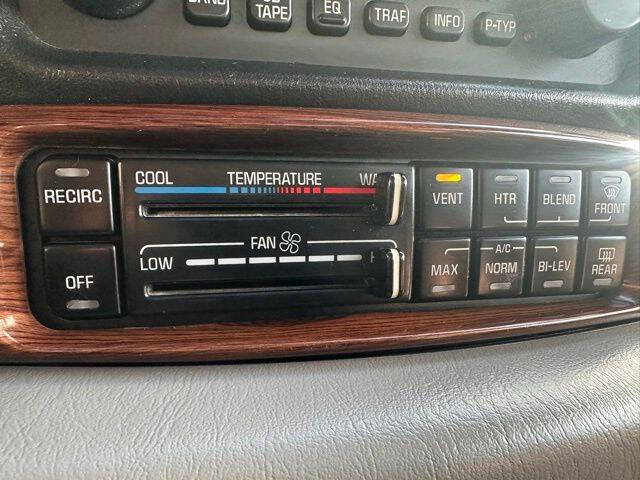 BAND TAPE EQ TRAF INFO P-TYP
RECIRC
OFF
COOL TEMPERATURE WA
FAN
LOW
VENT HTR BLEND FRONT
A/C
MAX NORM BI-LEV REAR